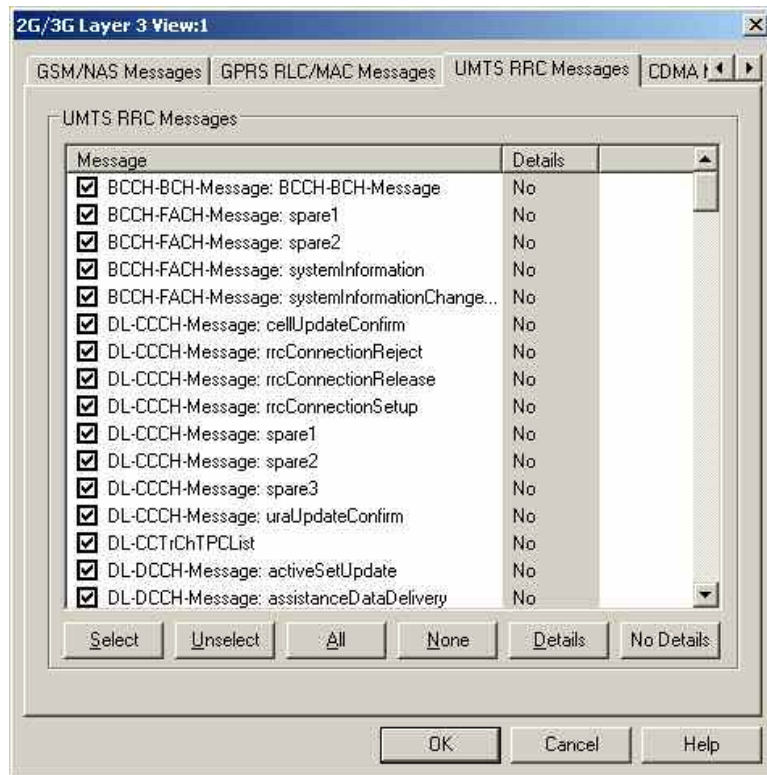 2G/3G Layer 3 View:1
GSM/NAS Messages GPRS RLC/MAC Messages UMTS RRC Messages CDMA
UMTS RRC Messages
Message Details
BCCH-BCH-Message: BCCH-BCH-Message No
BCCH-FACH-Message: spare1 No
BCCH-FACH-Message: spare2 No
BCCH-FACH-Message: systemInformation No
BCCH-FACH-Message: systemInformationChange... No
DL-CCCH-Message: cellUpdateConfirm No
DL-CCCH-Message: rrcConnectionReject No
DL-CCCH-Message: rrcConnectionRelease No
DL-CCCH-Message: rrcConnectionSetup No
DL-CCCH-Message: spare1 No
DL-CCCH-Message: spare2 No
DL-CCCH-Message: spare3 No
DL-CCCH-Message: uraUpdateConfirm No
DL-CCTrChTPCList No
DL-DCCH-Message: activeSetUpdate No
DL-DCCH-Message: assistanceDataDelivery No
Select Unselect All None Details No Details
OK Cancel Help